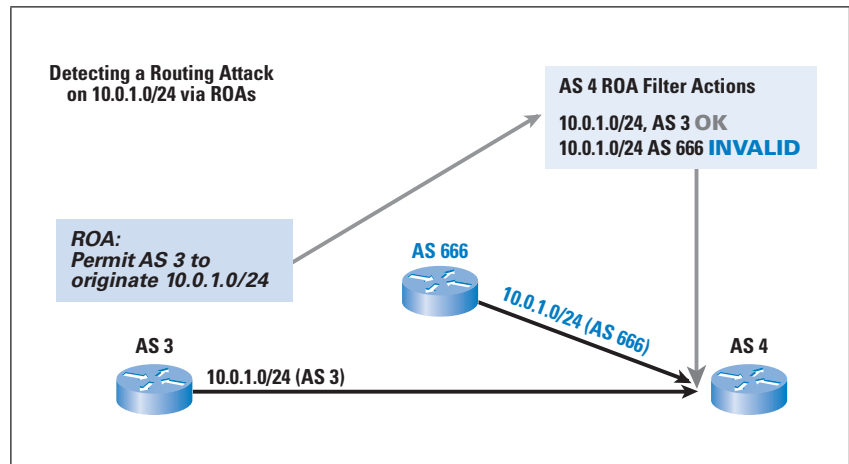 Detecting a Routing Attack
on 10.0.1.0/24 via ROAs
AS 4 ROA Filter Actions
10.0.1.0/24, AS 3 OK
10.0.1.0/24 AS 666 INVALID
ROA:
Permit AS 3 to
originate 10.0.1.0/24
AS 666
10.0.1.0/24 (AS 666)
AS 3
10.0.1.0/24 (AS 3)
AS 4